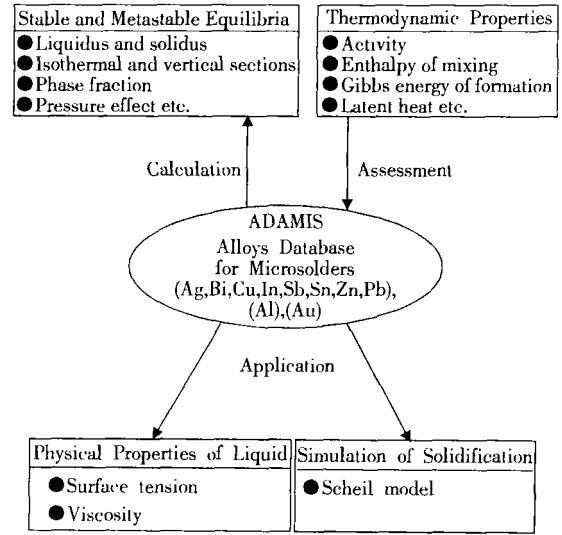 Stable and Metastable Equilibria
●Liquidus and solidus
●Isothermal and vertical sections
●Phase fraction
●Pressure effect etc.
Thermodynamic Properties
●Activity
●Enthalpy of mixing
●Gibbs energy of formation
●Latent heat etc.
Calculation
Assessment
ADAMIS
Alloys Database
for Microsolders
(Ag,Bi,Cu,In,Sb,Sn,Zn,Pb),
(Al),(Au)
Application
Physical Properties of Liquid
●Surface tension
●Viscosity
Simulation of Solidification
●Scheil model